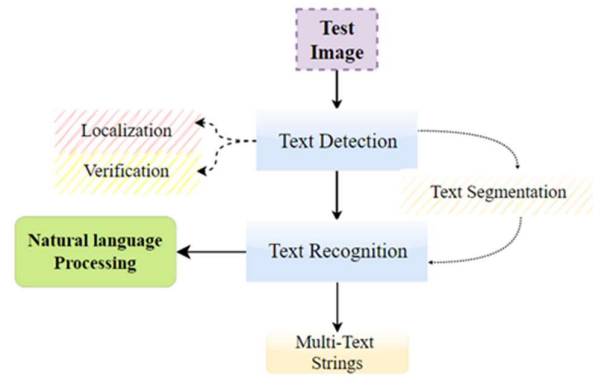 Test
Image
Localization
Text Detection
Verification
Text Segmentation
Natural language
Processing
Text Recognition
Multi-Text
Strings